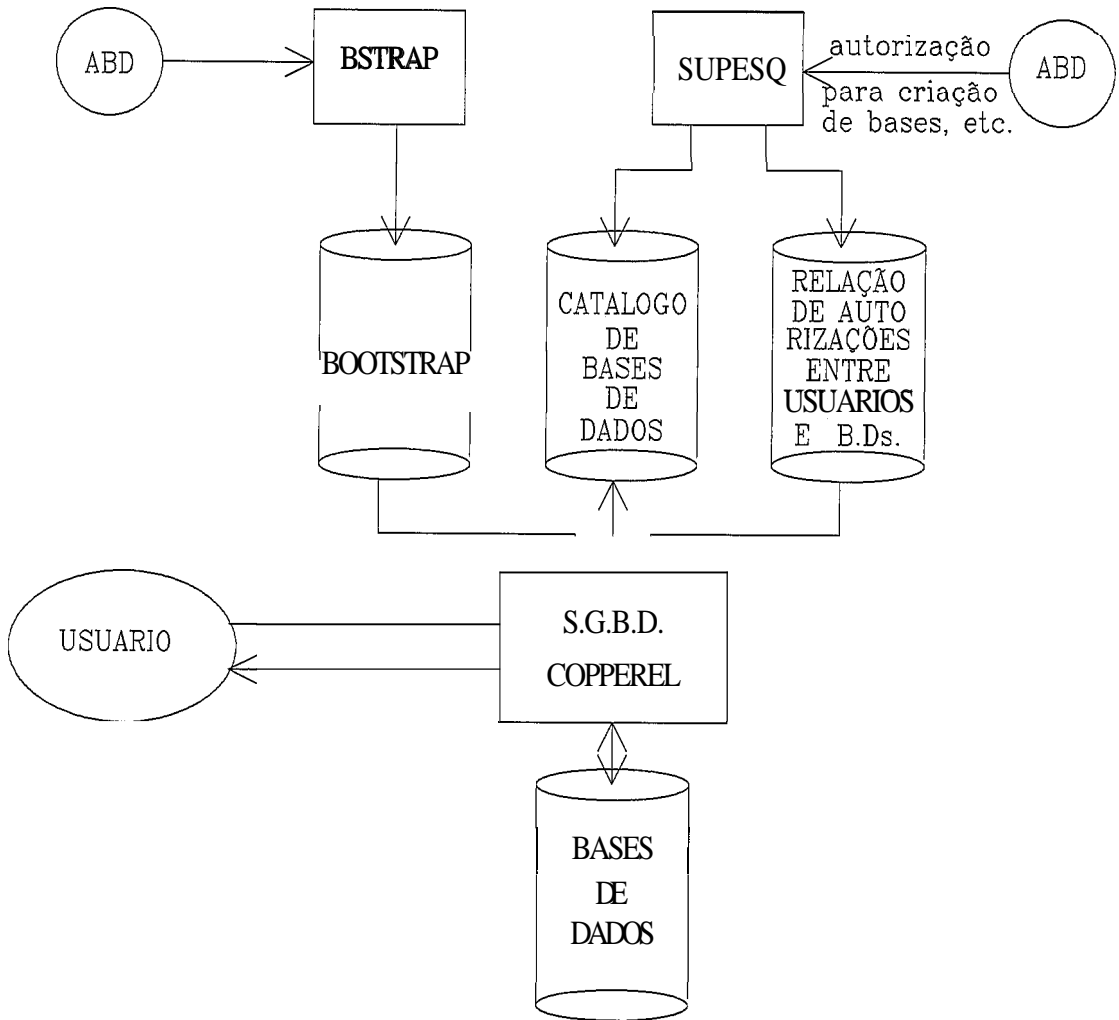 ABD
BSTRAP
SUPESQ
autorização
para criação
de bases, etc.
ABD
BOOTSTRAP
CATALOGO
DE
BASES
DE
DADOS
RELAÇÃO
DE AUTO
RIZAÇÕES
ENTRE
USUARIOS
E B.Ds.
USUARIO
S.G.B.D.
COPPEREL
BASES
DE
DADOS